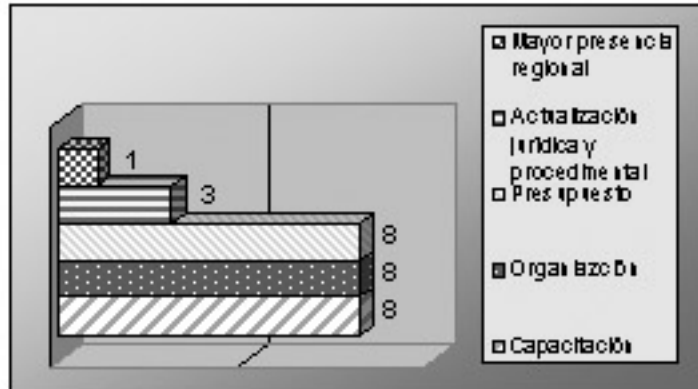 1
3
8
8
8
Mayor presencia
regional
Actualización
jurídica y
procedimental
Presupuesto
Organización
Capacitación